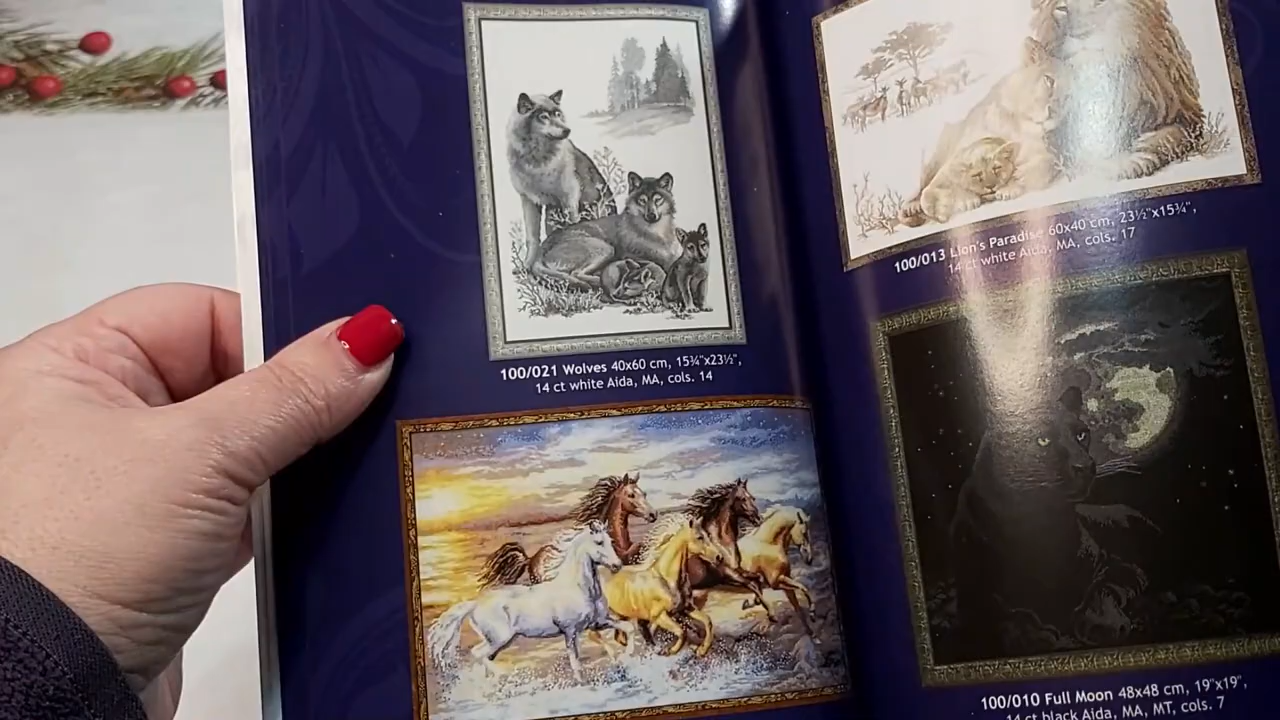 100/021 Wolves 40x60 cm, 15¾"x23½",
14 ct white Aida, MA, cols. 14
100/013 Lion's Paradise 60x40 cm, 23½"x15¾",
14 ct white Aida, MA, cols. 17
100/010 Full Moon 48x48 cm, 19"x19",
14 ct black Aida, MA, MT, cols. 7